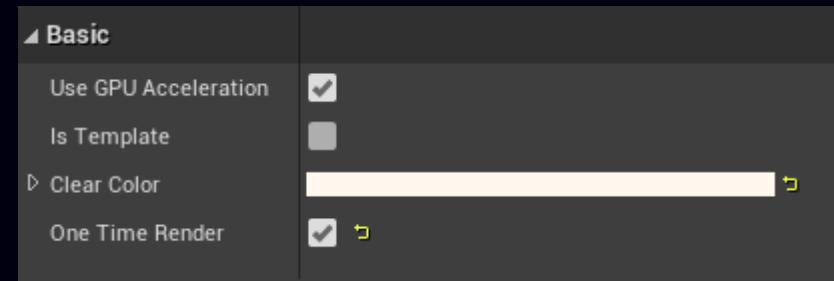 Basic
Use GPU Acceleration
Is Template
Clear Color
One Time Render